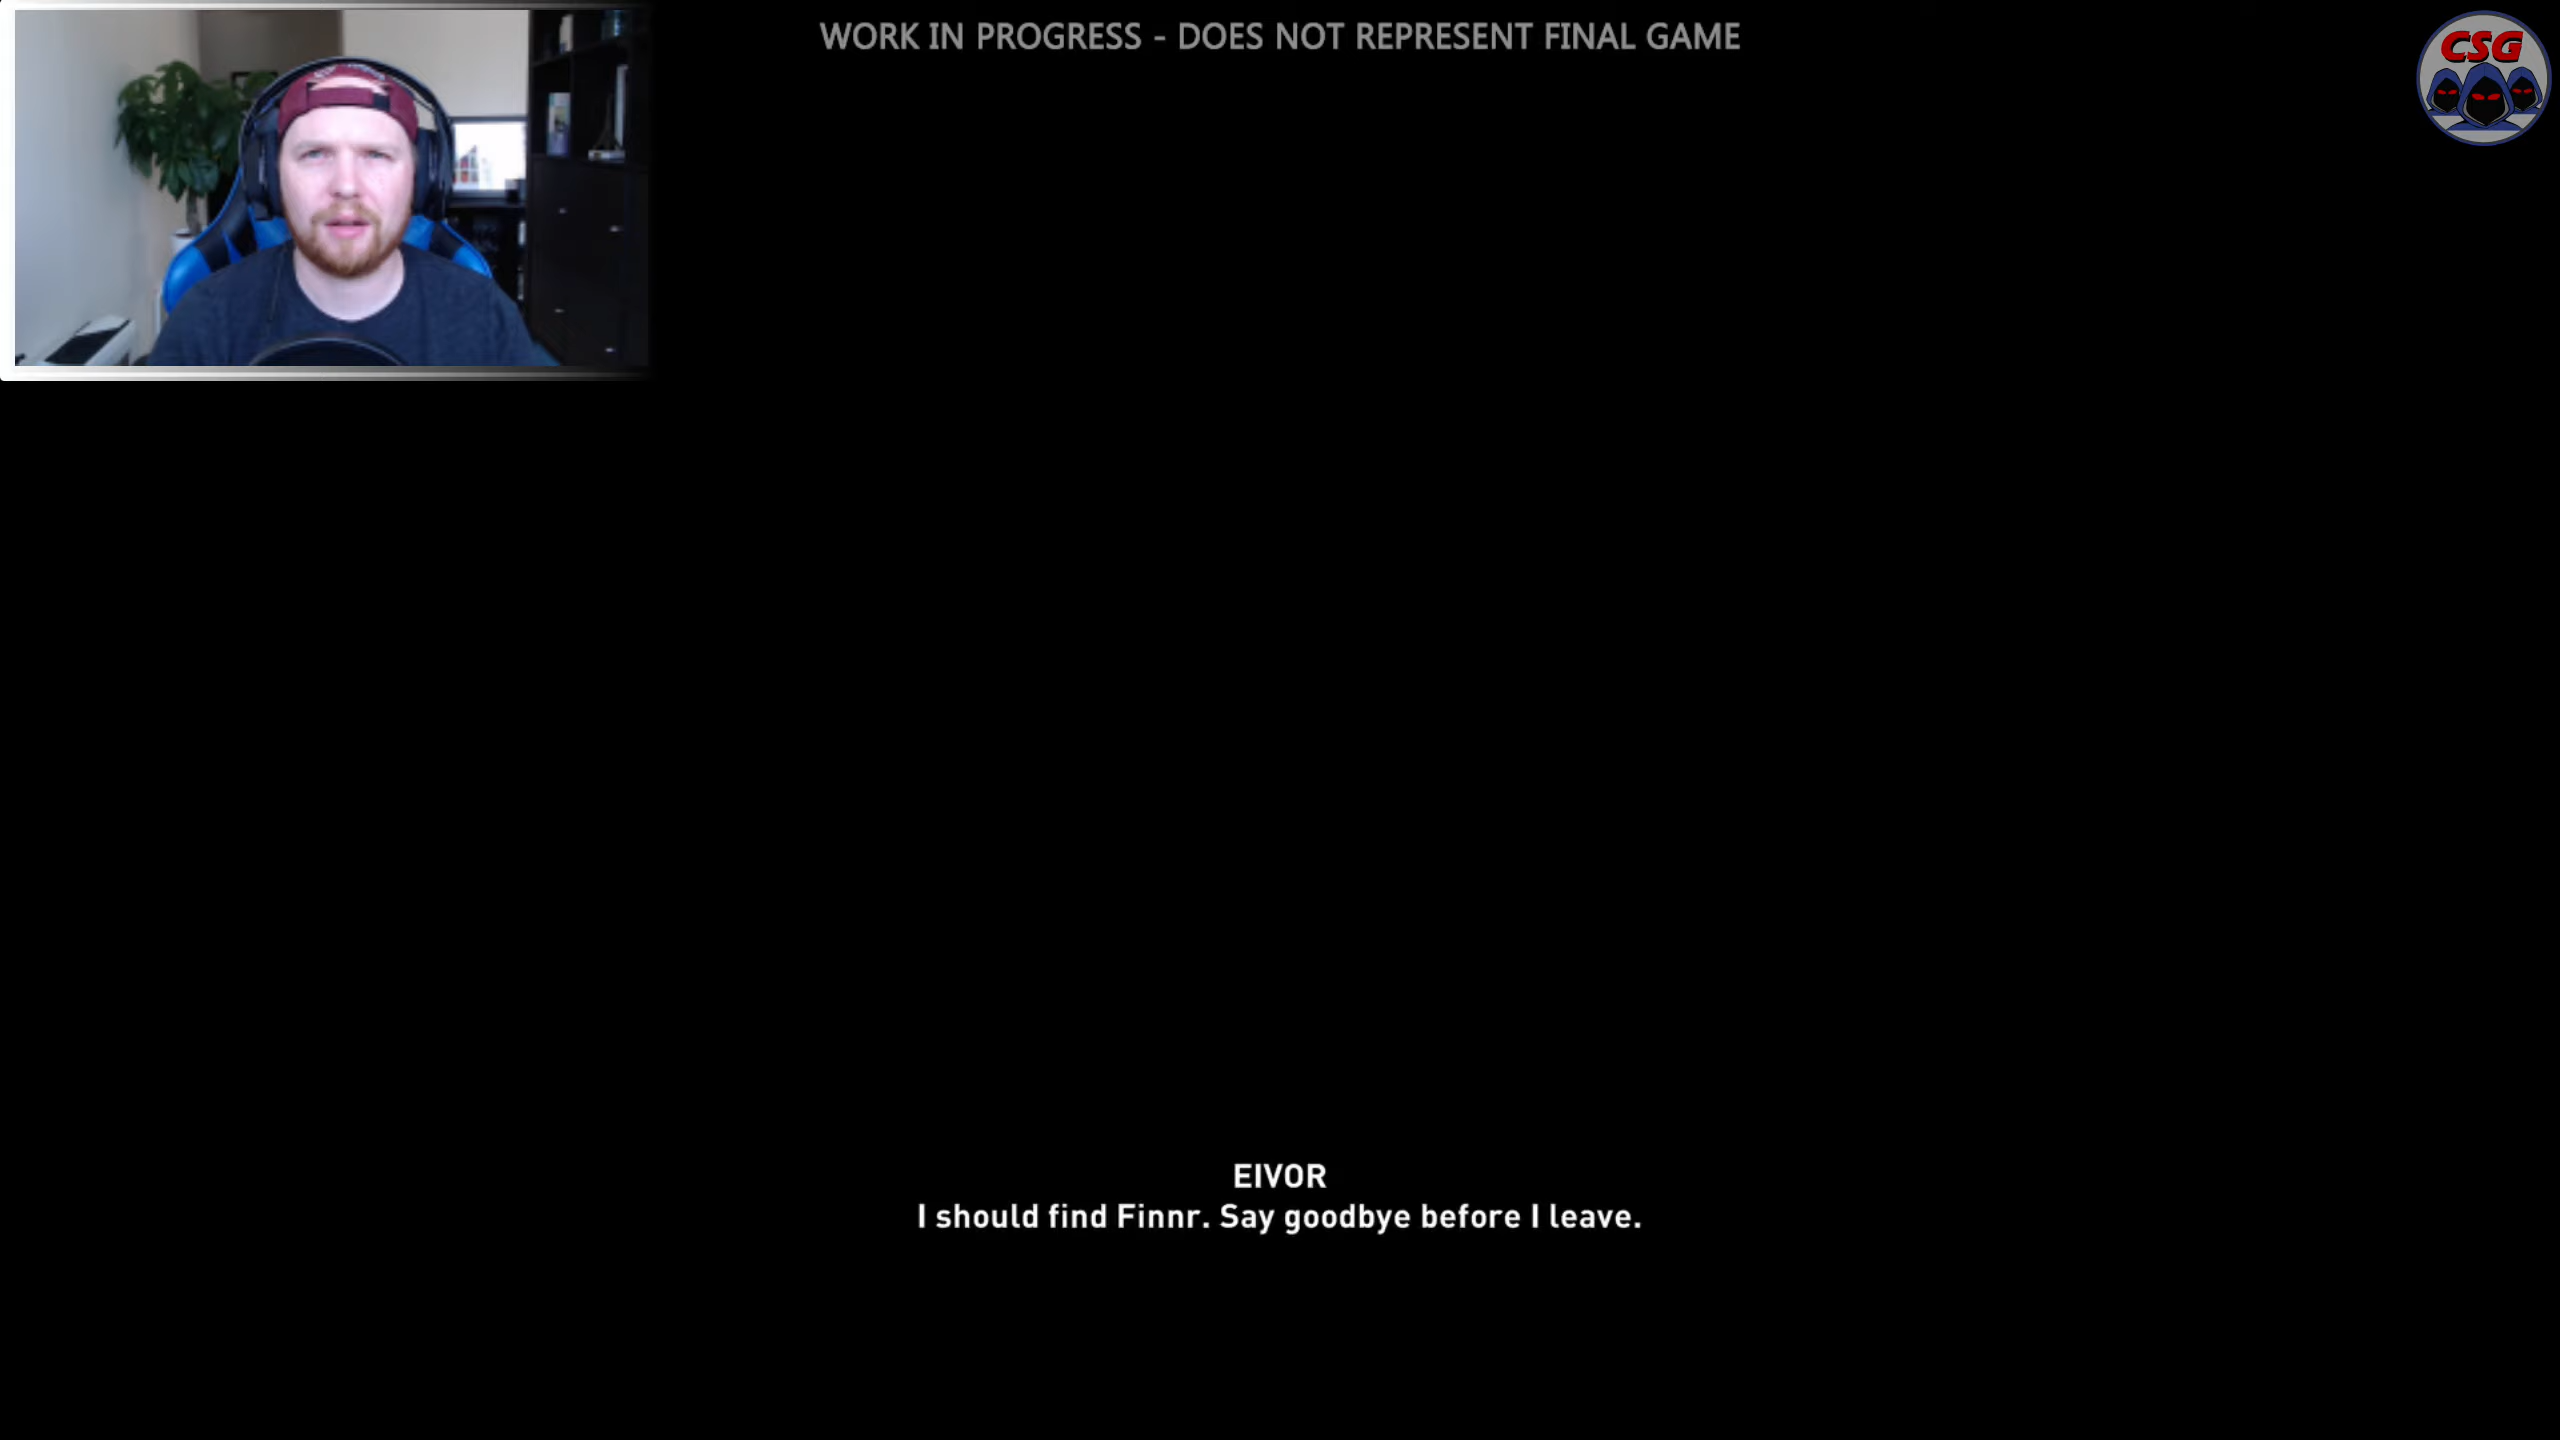 WORK IN PROGRESS - DOES NOT REPRESENT FINAL GAME
CSG
EIVOR
I should find Finnr. Say goodbye before I leave.